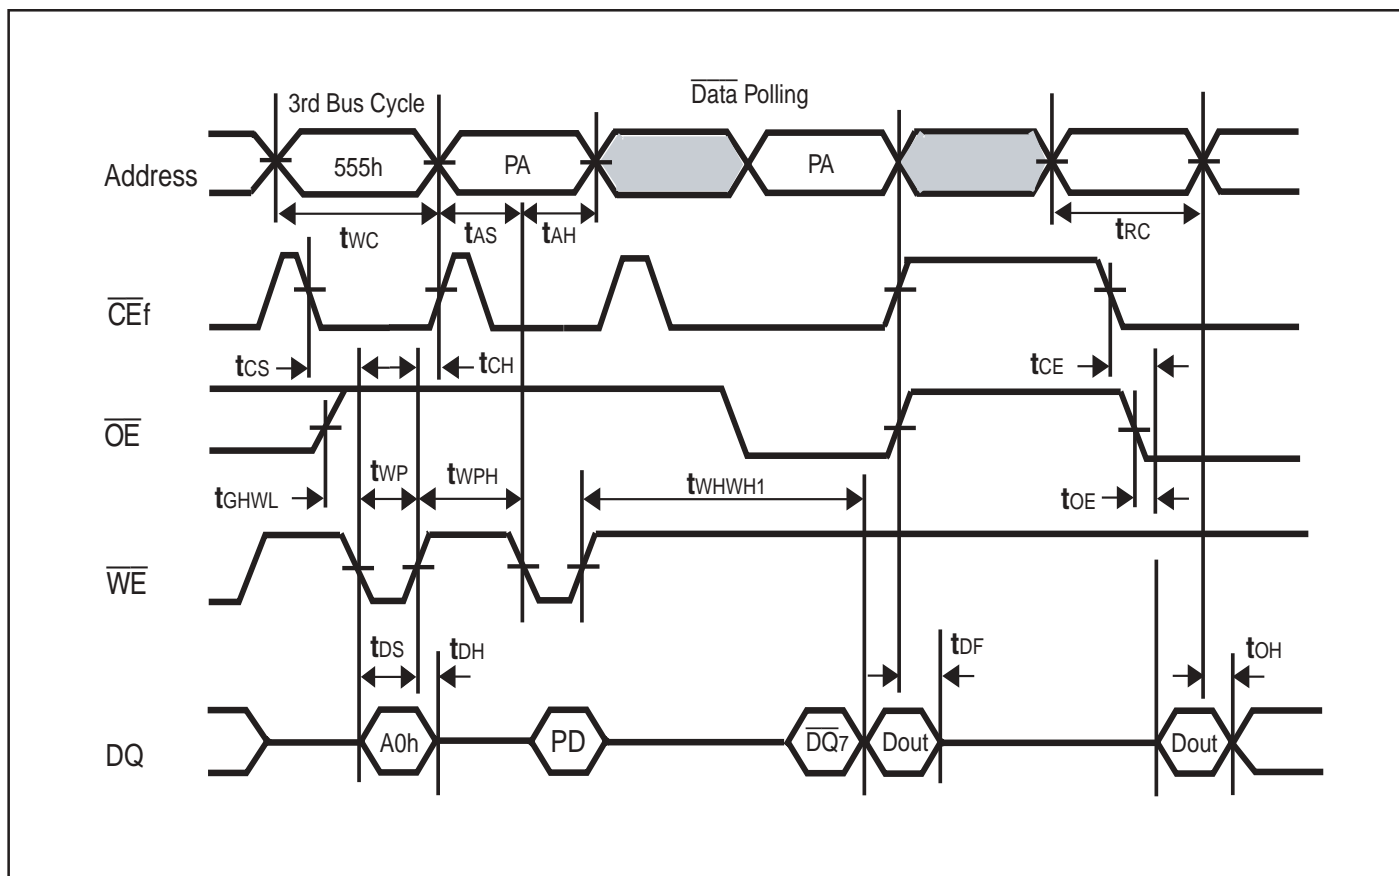 3rd Bus Cycle
Data Polling
Address
555h
PA
PA
tWC
tAS
tAH
tRC
CEf
tCS
tCH
tCE
OE
tWP
tWPH
tWHWH1
tGHWL
tOE
WE
tDS
tDH
tDF
tOH
DQ
A0h
PD
DQ7
Dout
Dout